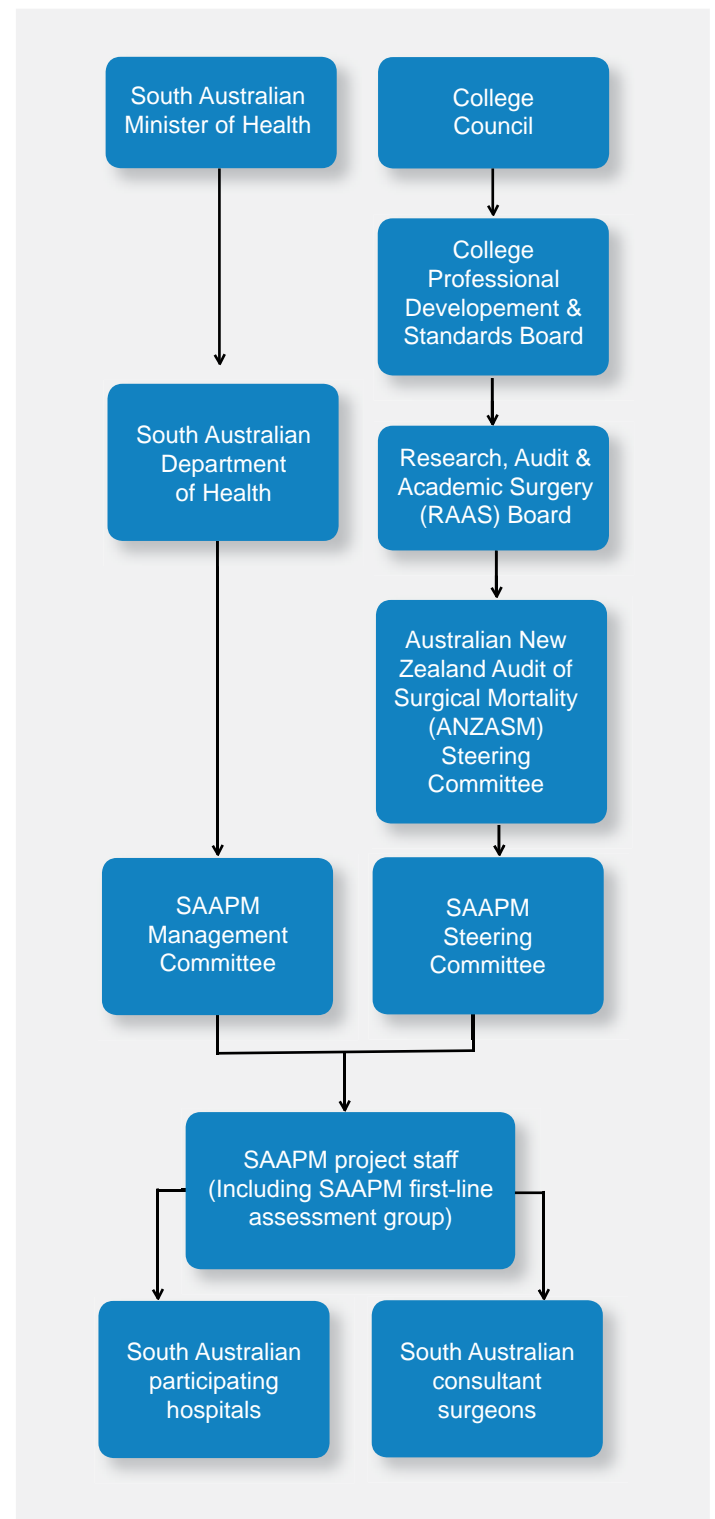 South Australian
Minister of Health
College
Council
College
Professional
Developement &
Standards Board
South Australian
Department
of Health
Research, Audit &
Academic Surgery
(RAAS) Board
Australian New
Zealand Audit of
Surgical Mortality
(ANZASM)
Steering
Committee
SAAPM
Management
Committee
SAAPM
Steering
Committee
SAAPM project staff
(Including SAAPM first-line
assessment group)
South Australian
participating
hospitals
South Australian
consultant
surgeons